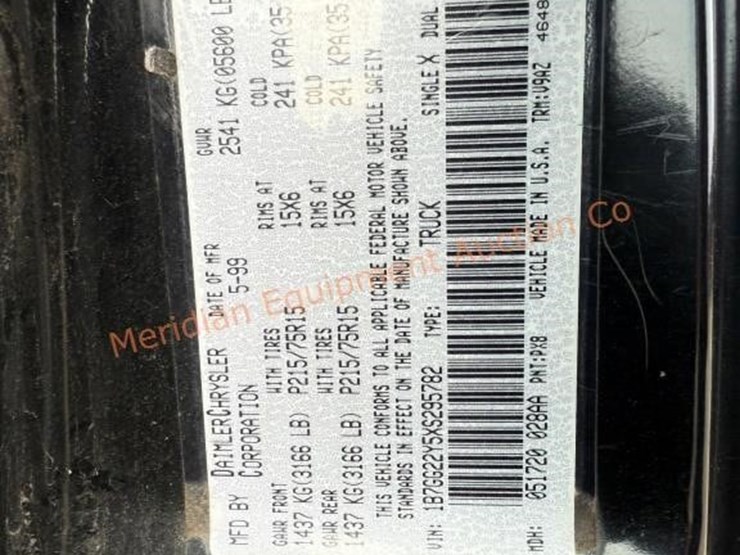 MFD BY DAIMLERCHRYSLER CORPORATION DATE OF MFR 5-99 GVWR 2541 KG(05600 LB
GAWR FRONT WITH TIRES RIMS AT COLD
1437 KG(3166 LB) P215/75R15 15X6 241 KPA(35
GAWR REAR WITH TIRES RIMS AT COLD
1437 KG(3166 LB) P215/75R15 15X6 241 KPA(35
THIS VEHICLE CONFORMS TO ALL APPLICABLE FEDERAL MOTOR VEHICLE SAFETY
STANDARDS IN EFFECT ON THE DATE OF MANUFACTURE SHOWN ABOVE.
VIN: 1B7GG22Y5XS295782 TYPE: TRUCK SINGLE X DUAL
MDH: 051720 028AA PNT:PX8 VEHICLE MADE IN U.S.A. TRM:V9AZ 4648
Meridian Equipment Auction Co